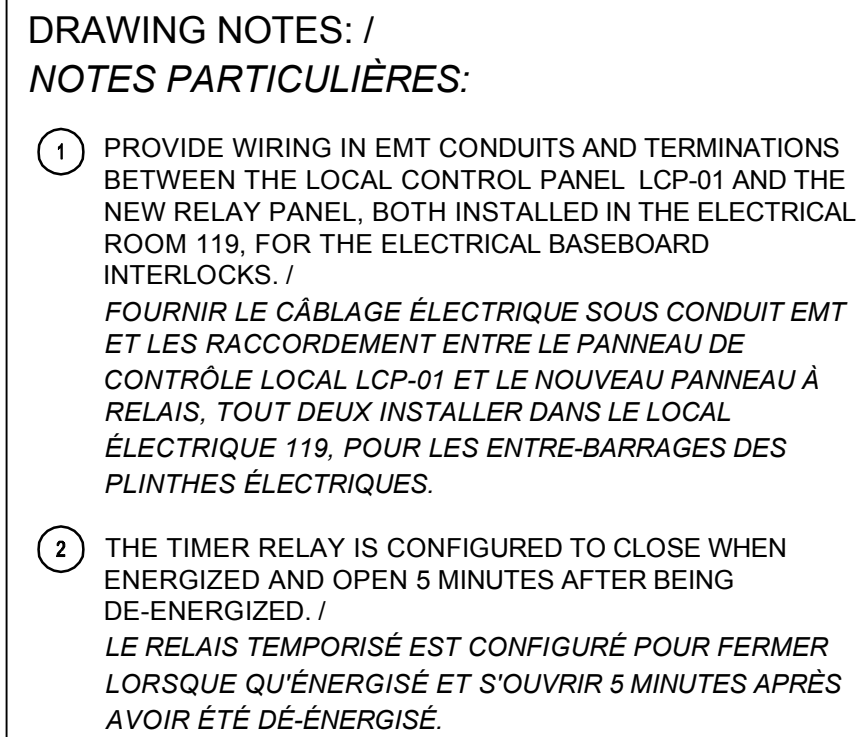 DRAWING NOTES: /
NOTES PARTICULIÈRES:
1 PROVIDE WIRING IN EMT CONDUITS AND TERMINATIONS
BETWEEN THE LOCAL CONTROL PANEL LCP-01 AND THE
NEW RELAY PANEL, BOTH INSTALLED IN THE ELECTRICAL
ROOM 119, FOR THE ELECTRICAL BASEBOARD
INTERLOCKS. /
FOURNIR LE CÂBLAGE ÉLECTRIQUE SOUS CONDUIT EMT
ET LES RACCORDEMENT ENTRE LE PANNEAU DE
CONTRÔLE LOCAL LCP-01 ET LE NOUVEAU PANNEAU À
RELAIS, TOUT DEUX INSTALLER DANS LE LOCAL
ÉLECTRIQUE 119, POUR LES ENTRE-BARRAGES DES
PLINTHES ÉLECTRIQUES.
2 THE TIMER RELAY IS CONFIGURED TO CLOSE WHEN
ENERGIZED AND OPEN 5 MINUTES AFTER BEING
DE-ENERGIZED. /
LE RELAIS TEMPORISÉ EST CONFIGURÉ POUR FERMER
LORSQUE QU'ÉNERGISÉ ET S'OUVRIR 5 MINUTES APRÈS
AVOIR ÉTÉ DÉ-ÉNERGISÉ.